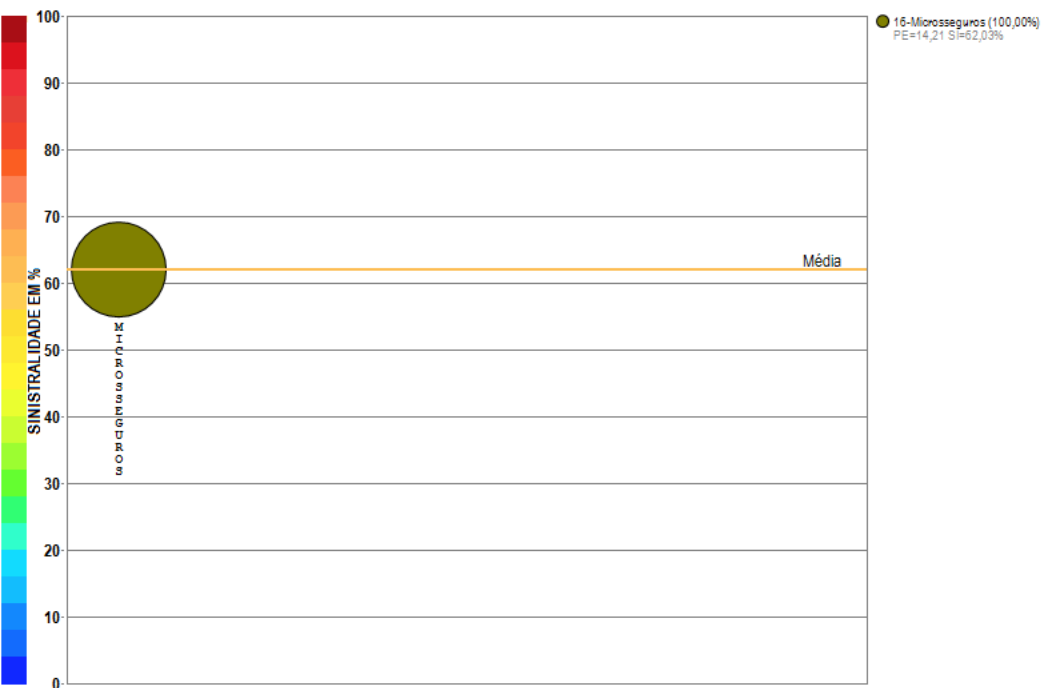 100
90
80
70
60
50
40
30
20
10
0
SINISTRALIDADE EM %
Média
MICROSSEGUROS
16-Microsseguros (100,00%)
PE=14,21 SI=62,03%